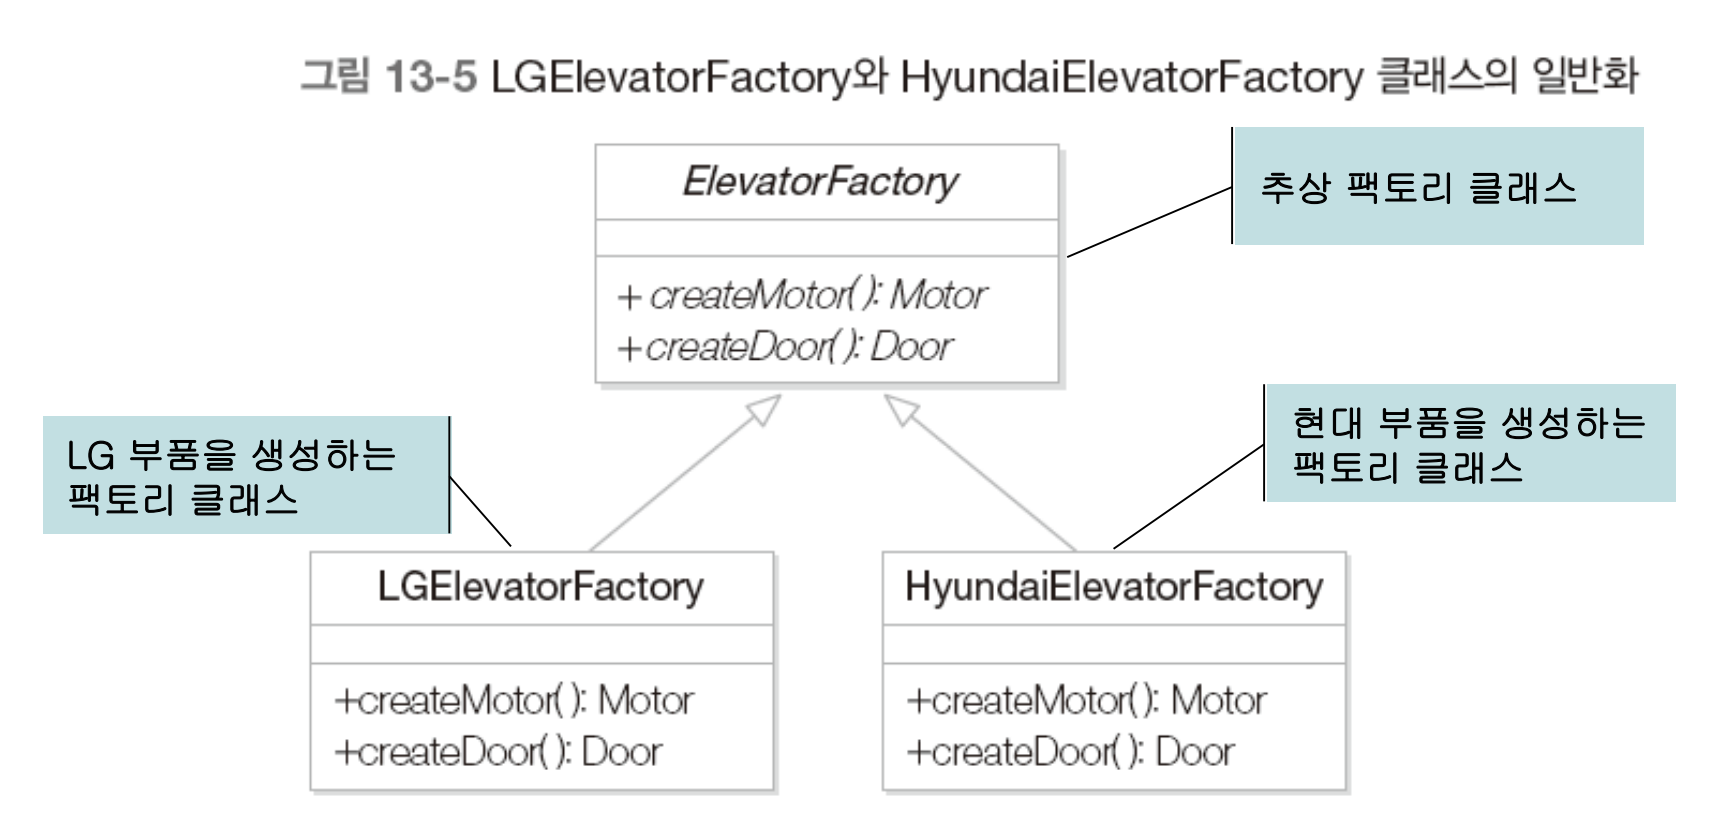 그림 13-5 LGElevatorFactory와 HyundaiElevatorFactory 클래스의 일반화
ElevatorFactory
+ createMotor( ): Motor
+createDoor( ): Door
추상 팩토리 클래스
LG 부품을 생성하는
팩토리 클래스
현대 부품을 생성하는
팩토리 클래스
LGElevatorFactory
+createMotor( ): Motor
+createDoor( ): Door
HyundaiElevatorFactory
+createMotor( ): Motor
+createDoor( ): Door